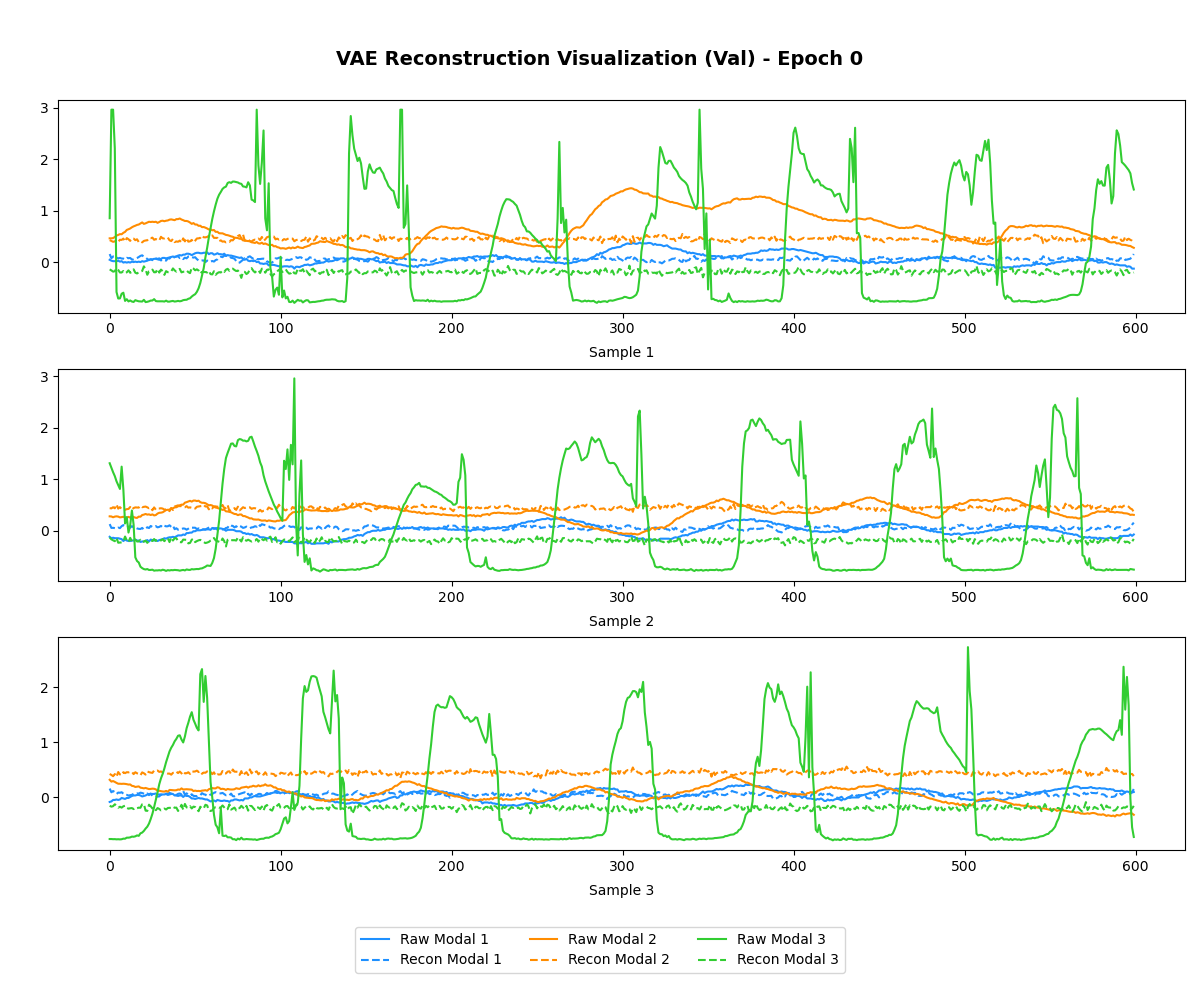 VAE Reconstruction Visualization (Val) - Epoch 0
3
2
1
0
0 100 200 300 400 500 600
Sample 1
3
2
1
0
0 100 200 300 400 500 600
Sample 2
2
1
0
0 100 200 300 400 500 600
Sample 3
Raw Modal 1 Raw Modal 2 Raw Modal 3
Recon Modal 1 Recon Modal 2 Recon Modal 3